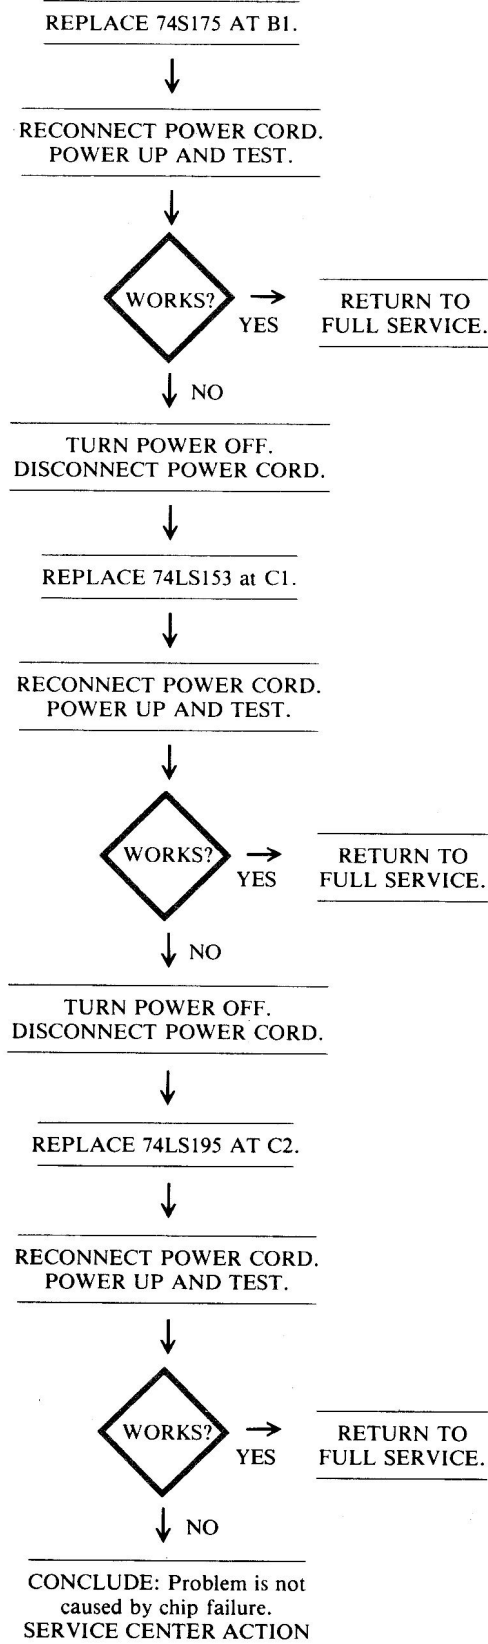 REPLACE 74S175 AT B1.
RECONNECT POWER CORD.
POWER UP AND TEST.
WORKS?
YES
RETURN TO
FULL SERVICE.
NO
TURN POWER OFF.
DISCONNECT POWER CORD.
REPLACE 74LS153 at C1.
RECONNECT POWER CORD.
POWER UP AND TEST.
WORKS?
YES
RETURN TO
FULL SERVICE.
NO
TURN POWER OFF.
DISCONNECT POWER CORD.
REPLACE 74LS195 AT C2.
RECONNECT POWER CORD.
POWER UP AND TEST.
WORKS?
YES
RETURN TO
FULL SERVICE.
NO
CONCLUDE: Problem is not
caused by chip failure.
SERVICE CENTER ACTION